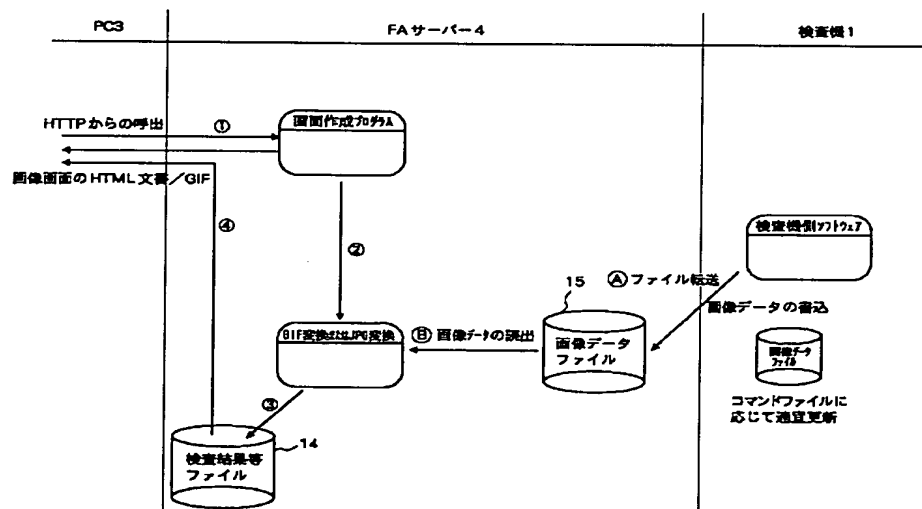 PC3
FAサーバー4
検査機1
HTTPからの呼出
①
画面作成プログラム
画像画面のHTML文書/GIF
④
②
検査機側ソフトウェア
15
Ⓐファイル転送
画像データの書込
GIF変換またはJPG変換
Ⓑ 画像データの読出
画像データ
ファイル
画像データ
ファイル
コマンドファイルに
応じて適宜更新
③
14
検査結果等
ファイル